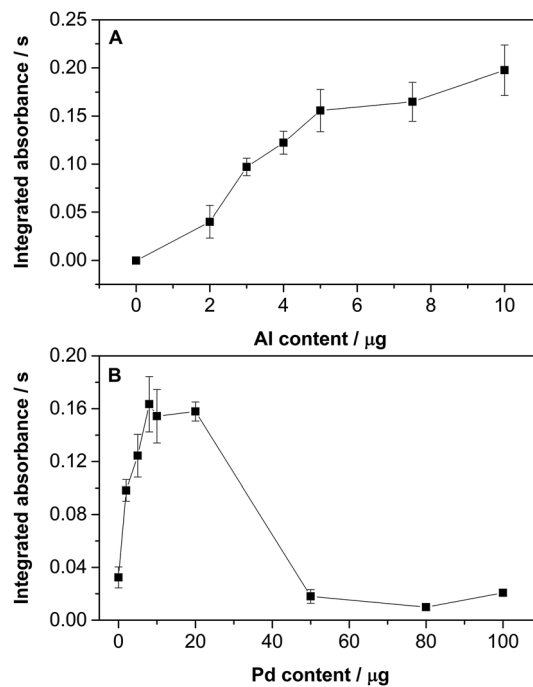 A
Integrated absorbance / s
0.25
0.20
0.15
0.10
0.05
0.00
0 2 4 6 8 10
Al content / μg
B
Integrated absorbance / s
0.20
0.16
0.12
0.08
0.04
0.00
0 20 40 60 80 100
Pd content / μg